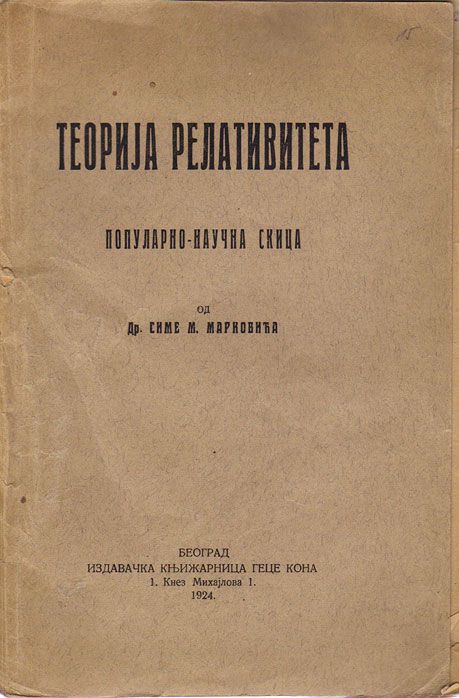 15
ТЕОРИЈА РЕЛАТИВИТЕТА
ПОПУЛАРНО-НАУЧНА СКИЦА
ОД
Др. СИМЕ М. МАРКОВИЋА
БЕОГРАД
ИЗДАВАЧКА КЊИЖАРНИЦА ГЕЦЕ КОНА
1. Кнез Михајлова 1.
1924.